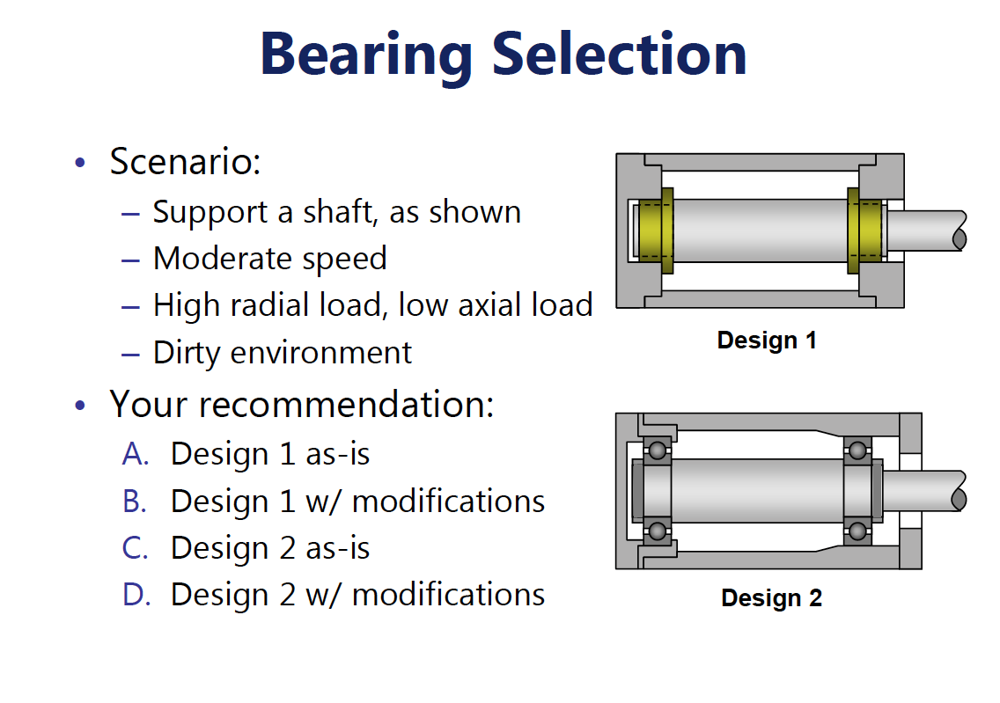 Bearing Selection
• Scenario:
– Support a shaft, as shown
– Moderate speed
– High radial load, low axial load
– Dirty environment
• Your recommendation:
A. Design 1 as-is
B. Design 1 w/ modifications
C. Design 2 as-is
D. Design 2 w/ modifications
Design 1
Design 2